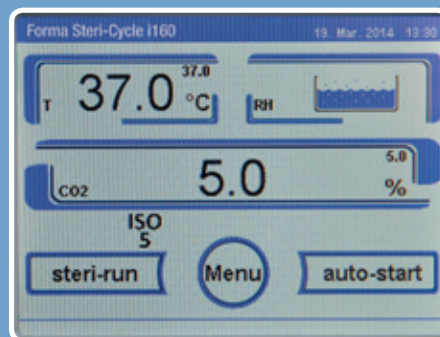 Forma Steri-Cycle i160 19. Mar. 2014 13:30
37.0
T 37.0 °C RH
5.0
CO2 5.0 %
ISO
5
steri-run Menu auto-start